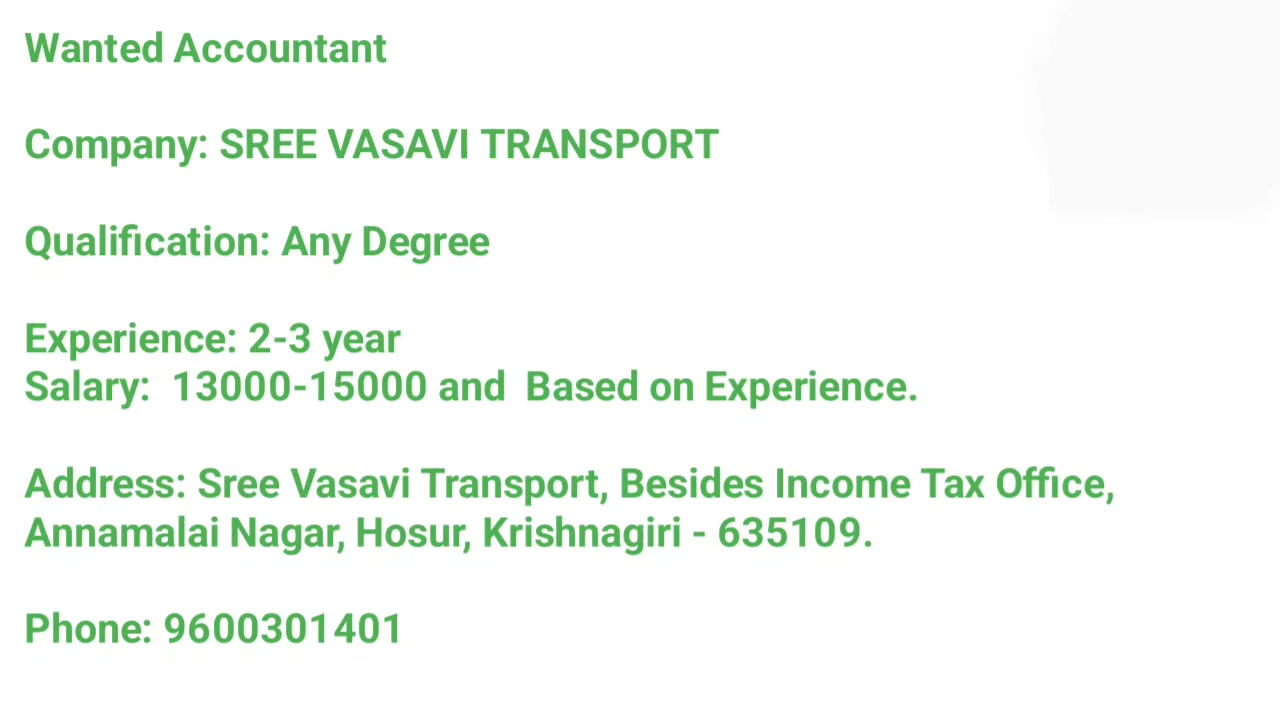 Wanted Accountant
Company: SREE VASAVI TRANSPORT
Qualification: Any Degree
Experience: 2-3 year
Salary:  13000-15000 and  Based on Experience.
Address: Sree Vasavi Transport, Besides Income Tax Office,
Annamalai Nagar, Hosur, Krishnagiri - 635109.
Phone: 9600301401